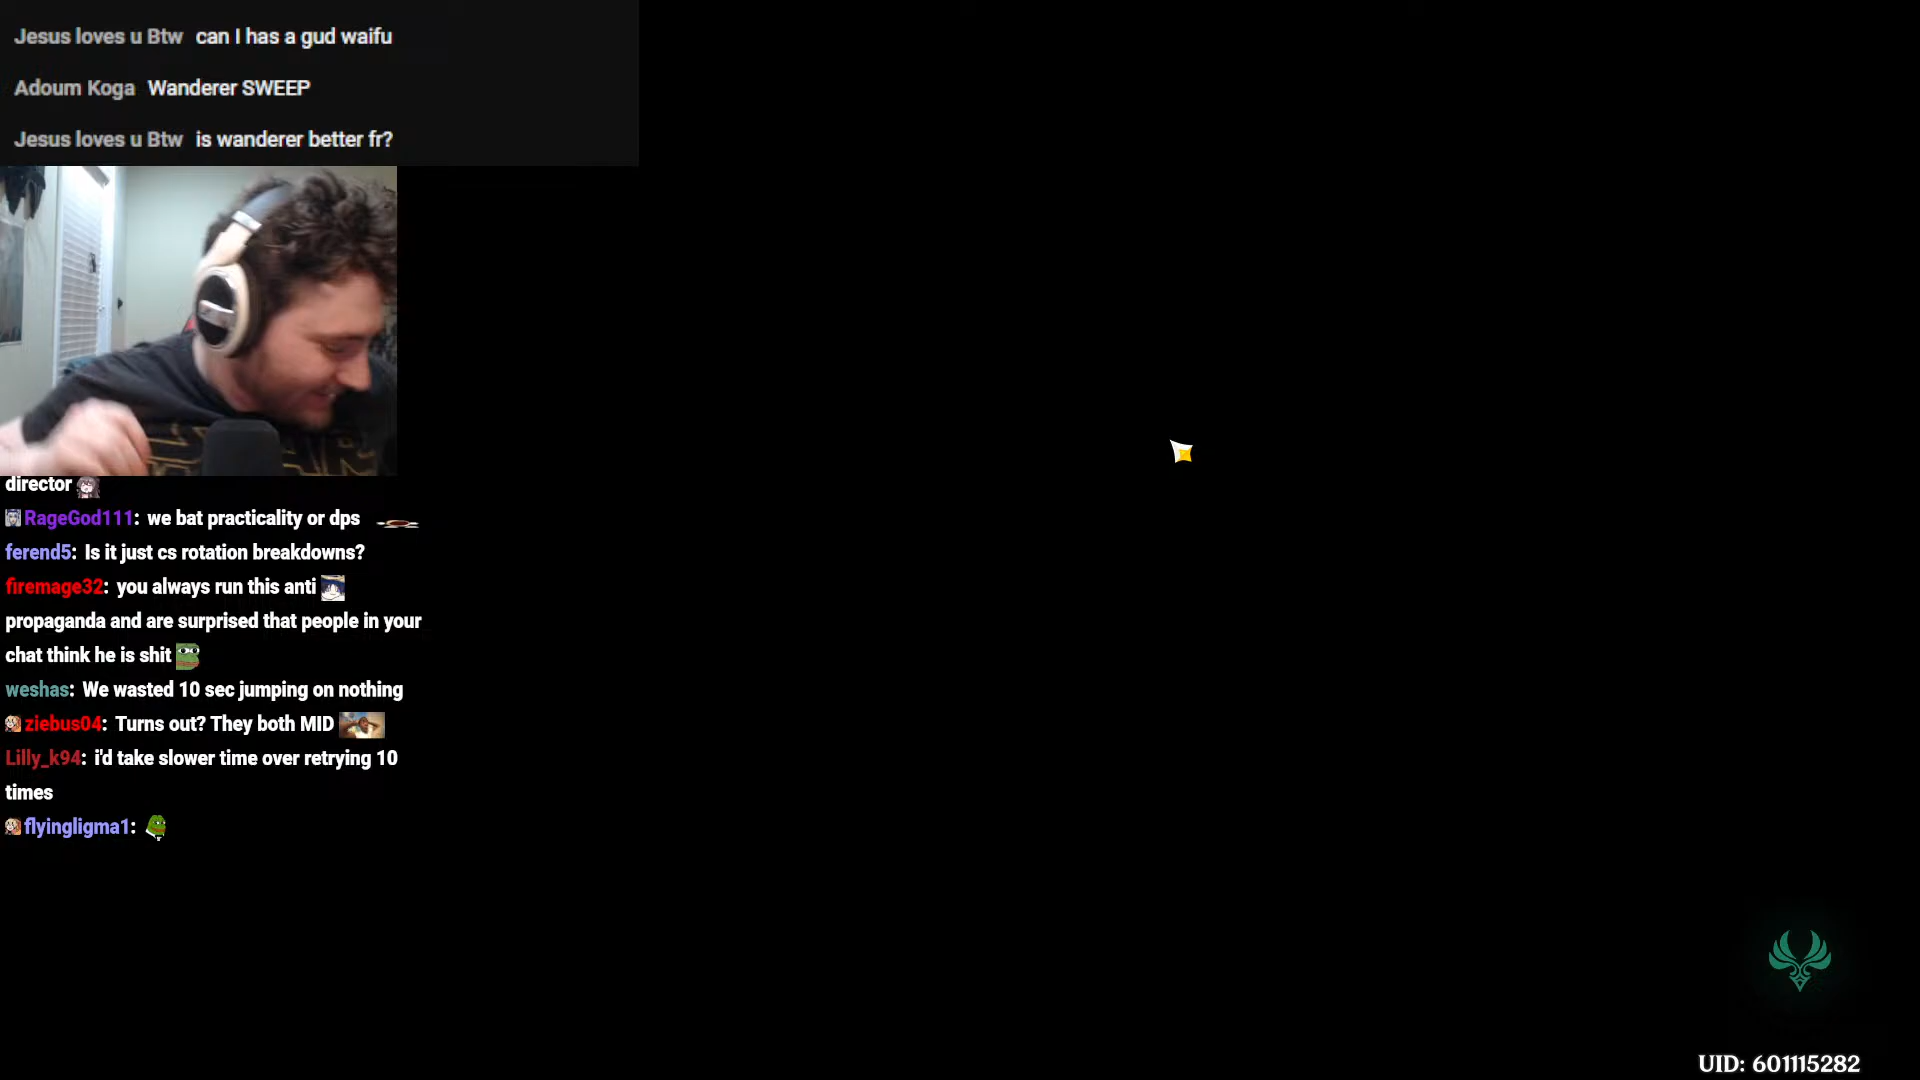 Jesus loves u Btw can I has a gud waifu
Adoum Koga Wanderer SWEEP
Jesus loves u Btw is wanderer better fr?
director
RageGod111: we bat practicality or dps
ferend5: Is it just cs rotation breakdowns?
firemage32: you always run this anti
propaganda and are surprised that people in your
chat think he is shit
weshas: We wasted 10 sec jumping on nothing
ziebus04: Turns out? They both MID
Lilly_k94: i'd take slower time over retrying 10
times
flyingligma1:
UID: 601115282